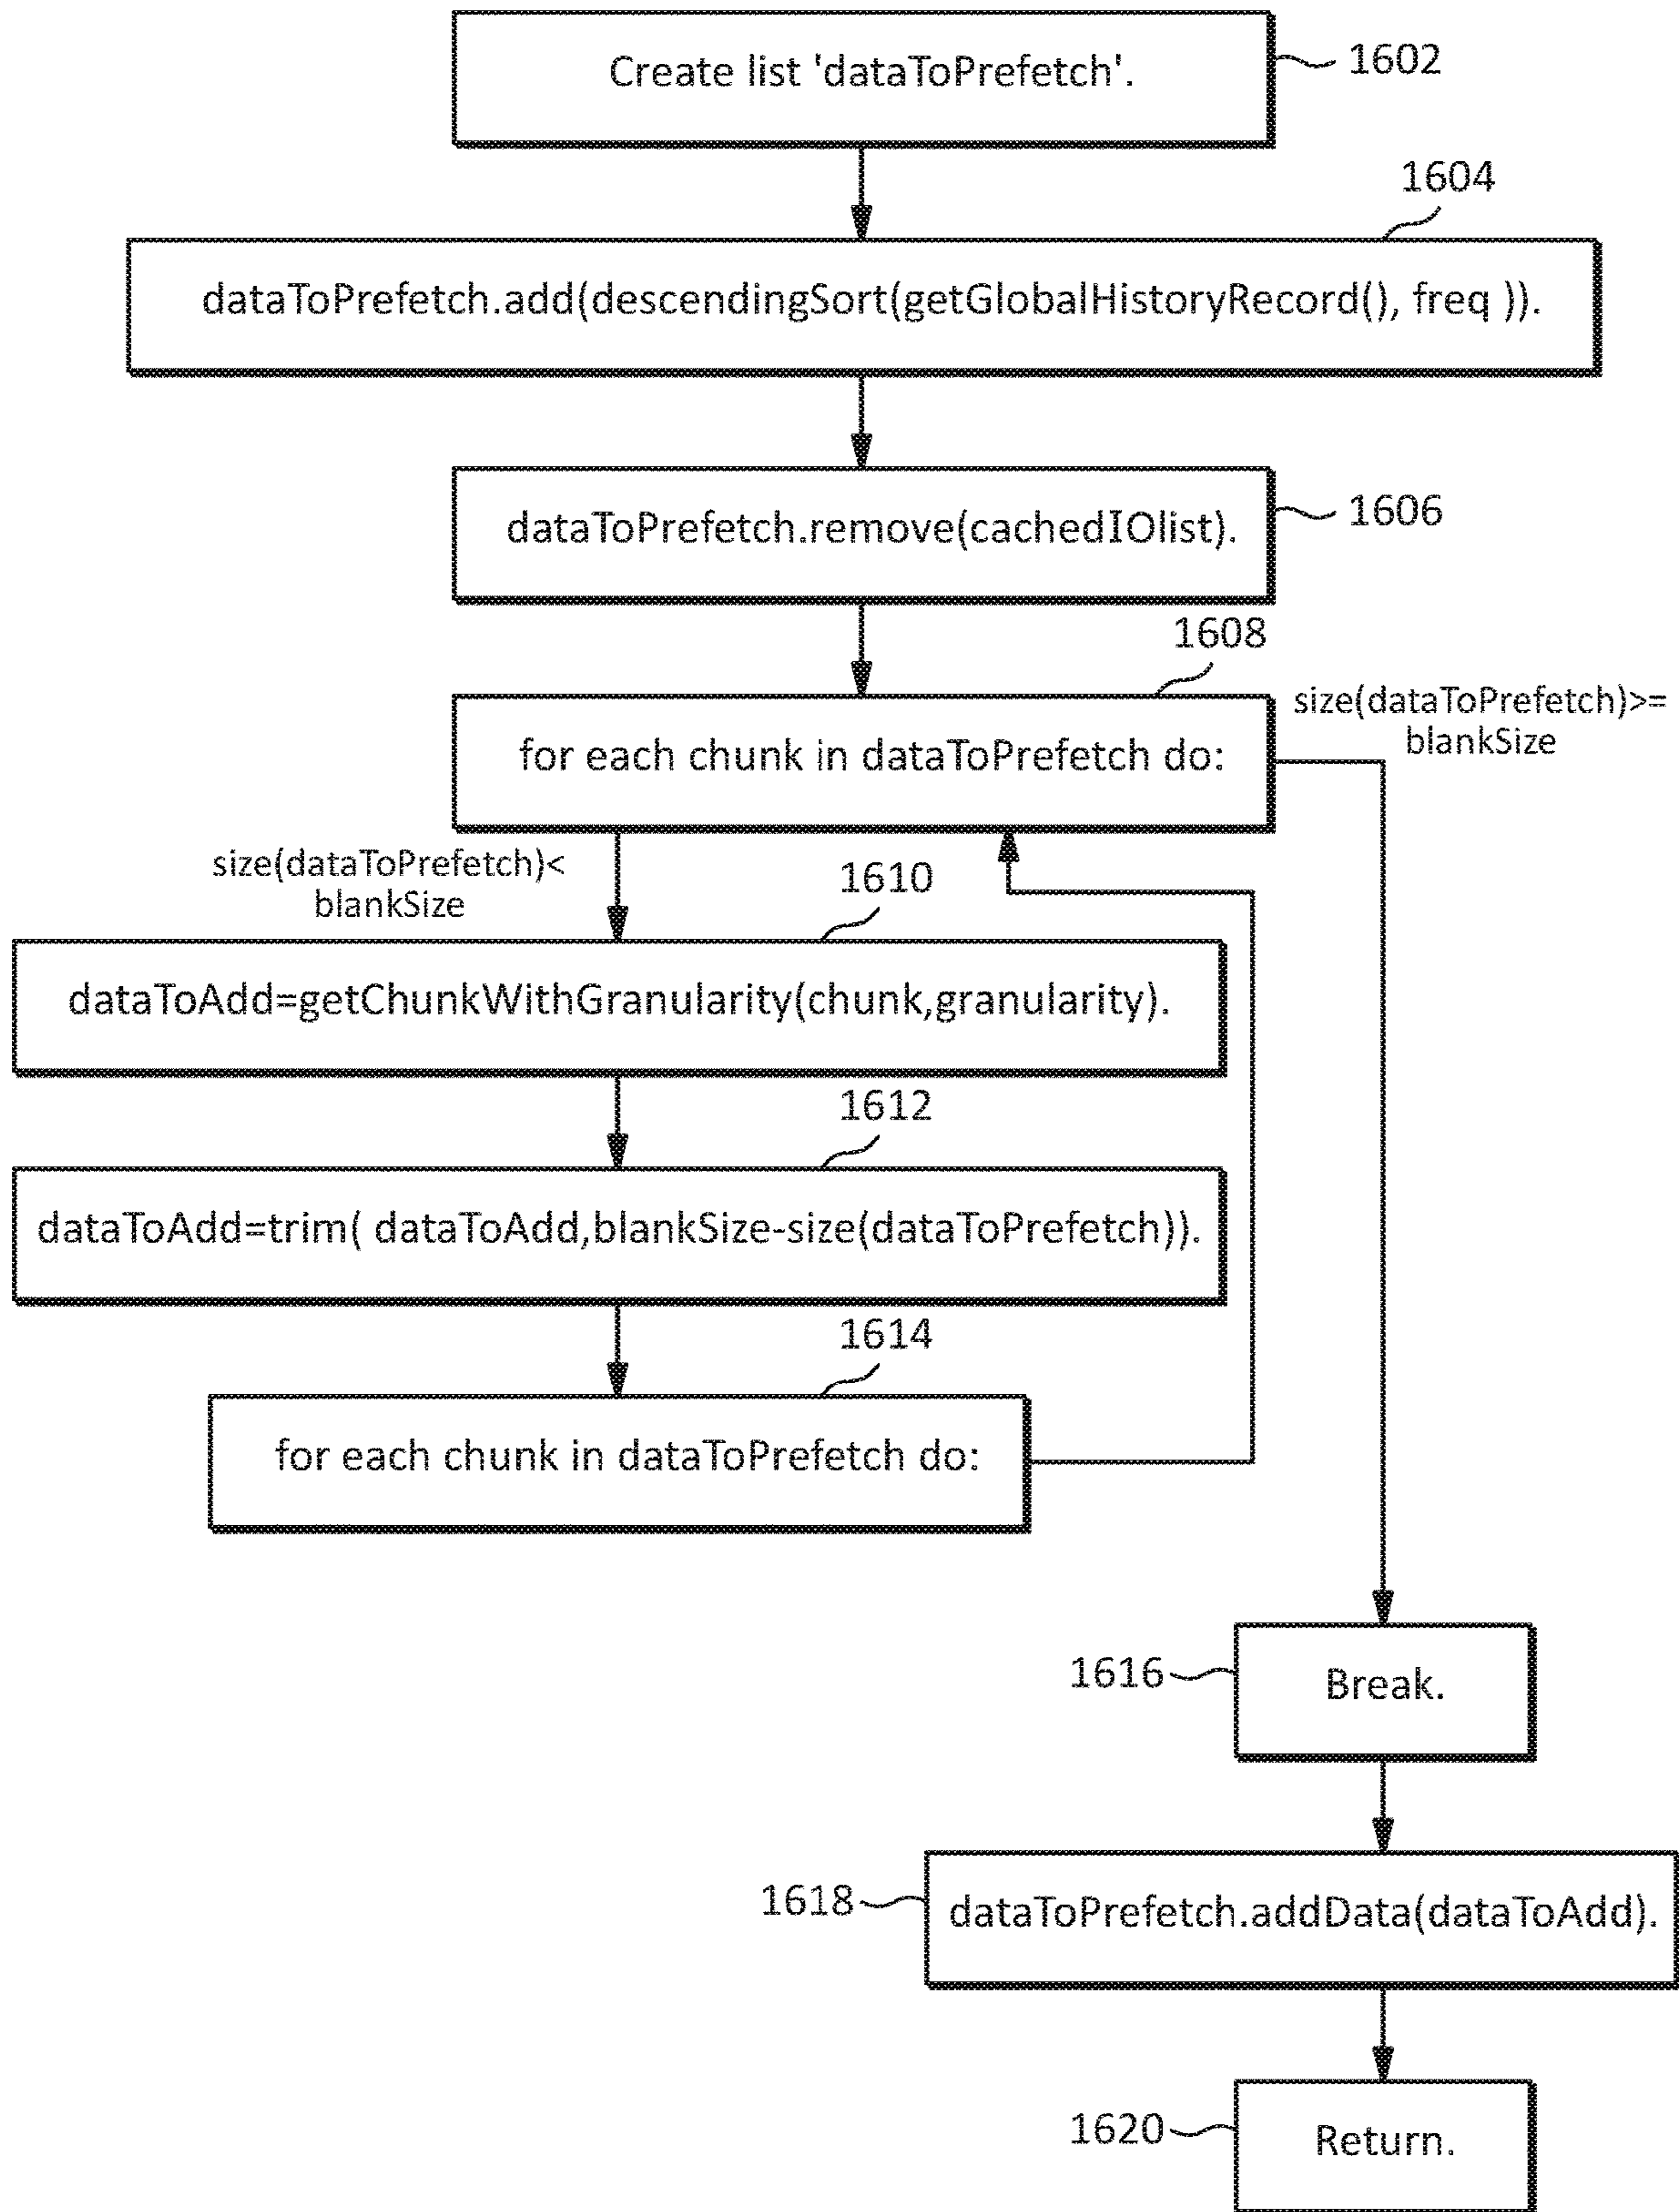 Create list 'dataToPrefetch'.
1602
1604
dataToPrefetch.add(descendingSort(getGlobalHistoryRecord(), freq )).
dataToPrefetch.remove(cachedIOlist).
1606
1608
for each chunk in dataToPrefetch do:
size(dataToPrefetch)>=
blankSize
size(dataToPrefetch)<
blankSize
1610
dataToAdd=getChunkWithGranularity(chunk,granularity).
1612
dataToAdd=trim( dataToAdd,blankSize-size(dataToPrefetch)).
1614
for each chunk in dataToPrefetch do:
1616
Break.
1618
dataToPrefetch.addData(dataToAdd).
1620
Return.